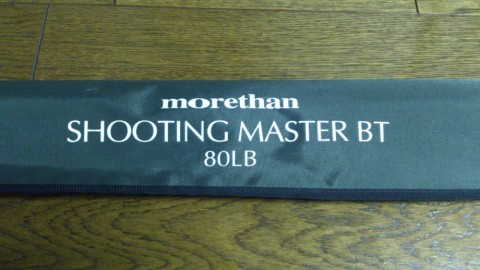 morethan
SHOOTING MASTER BT
80LB